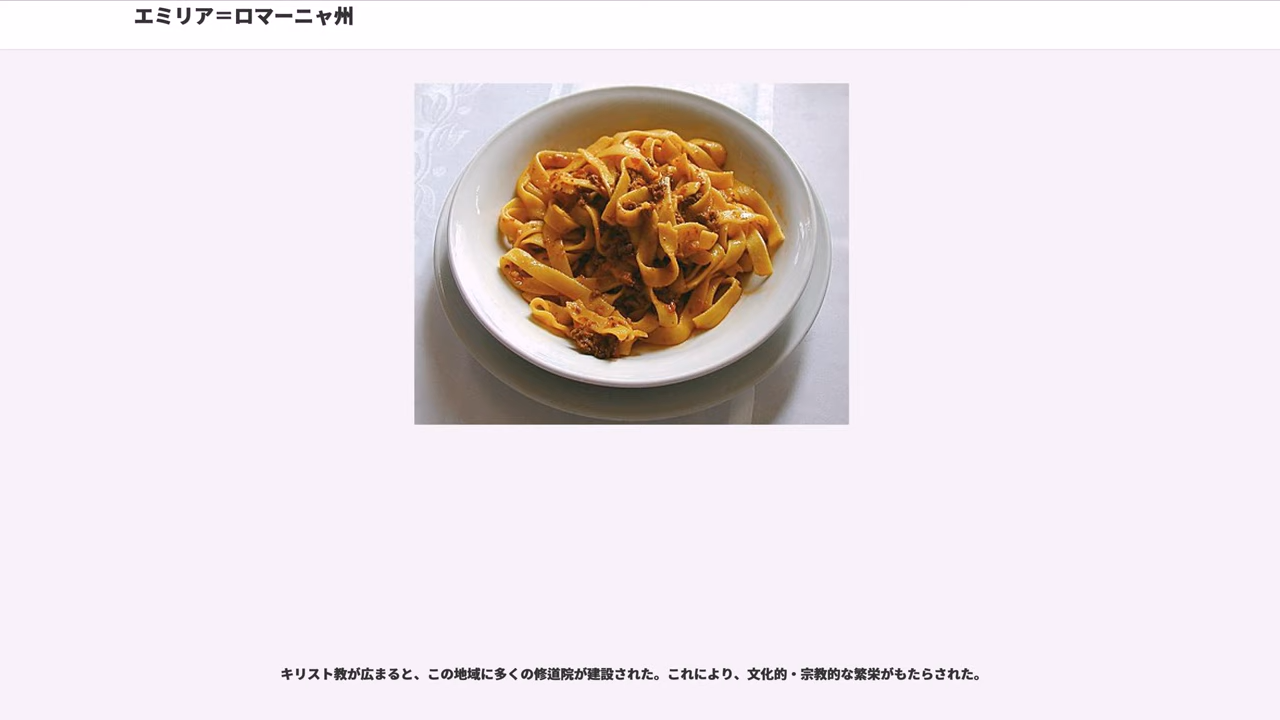 エミリア＝ロマーニャ州
キリスト教が広まると、この地域に多くの修道院が建設された。これにより、文化的・宗教的な繁栄がもたらされた。